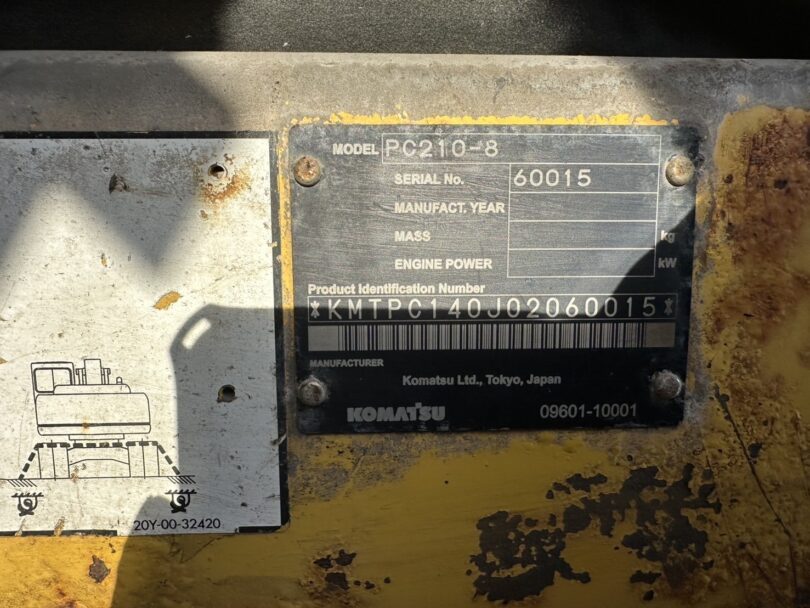 MODEL PC210-8
SERIAL No. 60015
MANUFACT. YEAR
MASS kg
ENGINE POWER kW
Product Identification Number
*KMTPC140J02060015*
MANUFACTURER
Komatsu Ltd., Tokyo, Japan
KOMATSU 09601-10001
20Y-00-32420